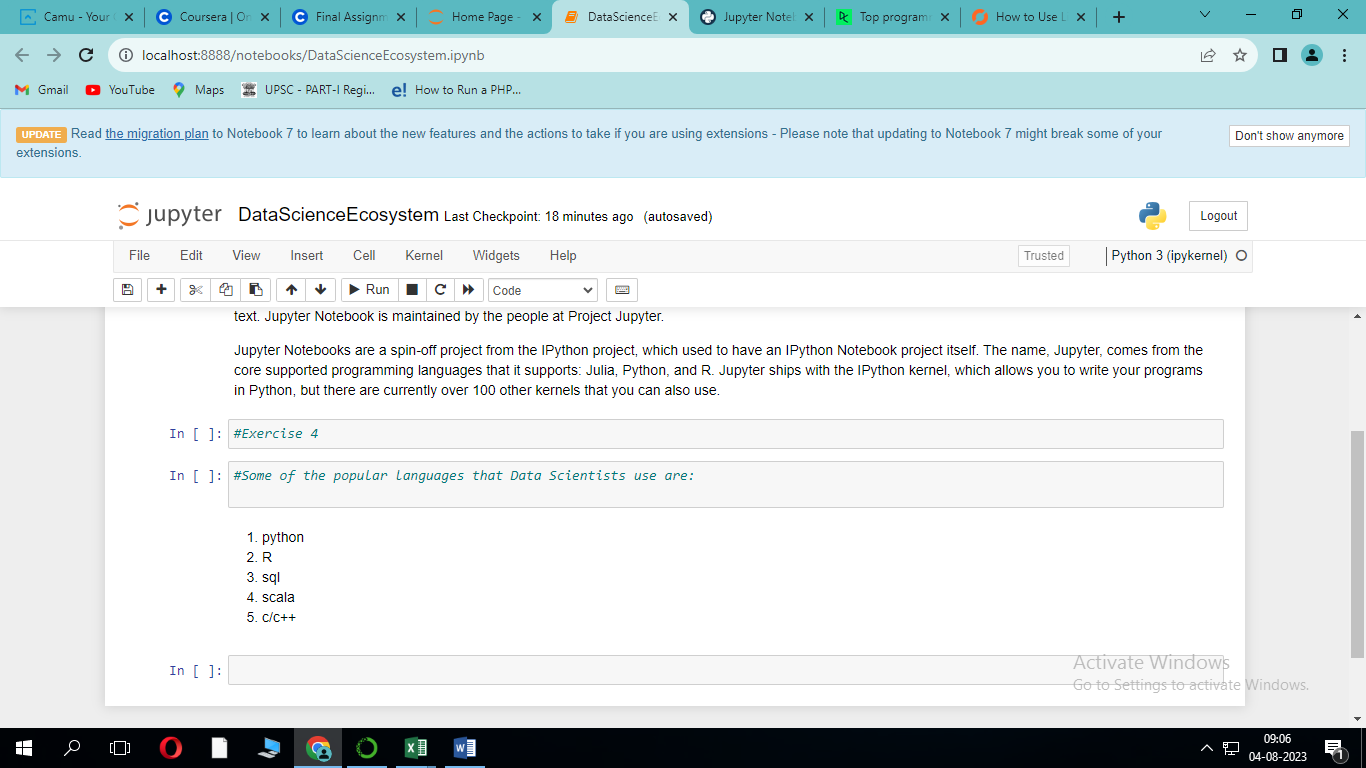 Camu - Your
Coursera | On
Final Assignm
Home Page -
DataScienceE
Jupyter Note
Top program
How to Use L
localhost:8888/notebooks/DataScienceEcosystem.ipynb
Gmail
YouTube
Maps
UPSC - PART-I Regi...
e! How to Run a PHP...
UPDATE Read the migration plan to Notebook 7 to learn about the new features and the actions to take if you are using extensions - Please note that updating to Notebook 7 might break some of your
extensions.
Don't show anymore
jupyter DataScienceEcosystem Last Checkpoint: 18 minutes ago (autosaved)
Logout
File Edit View Insert Cell Kernel Widgets Help
Trusted
Python 3 (ipykernel)
Run
Code
text. Jupyter Notebook is maintained by the people at Project Jupyter.
Jupyter Notebooks are a spin-off project from the IPython project, which used to have an IPython Notebook project itself. The name, Jupyter, comes from the
core supported programming languages that it supports: Julia, Python, and R. Jupyter ships with the IPython kernel, which allows you to write your programs
in Python, but there are currently over 100 other kernels that you can also use.
In [ ]: #Exercise 4
In [ ]: #Some of the popular languages that Data Scientists use are:
1. python
2. R
3. sql
4. scala
5. c/c++
In [ ]:
Activate Windows
Go to Settings to activate Windows.
09:06
04-08-2023
1